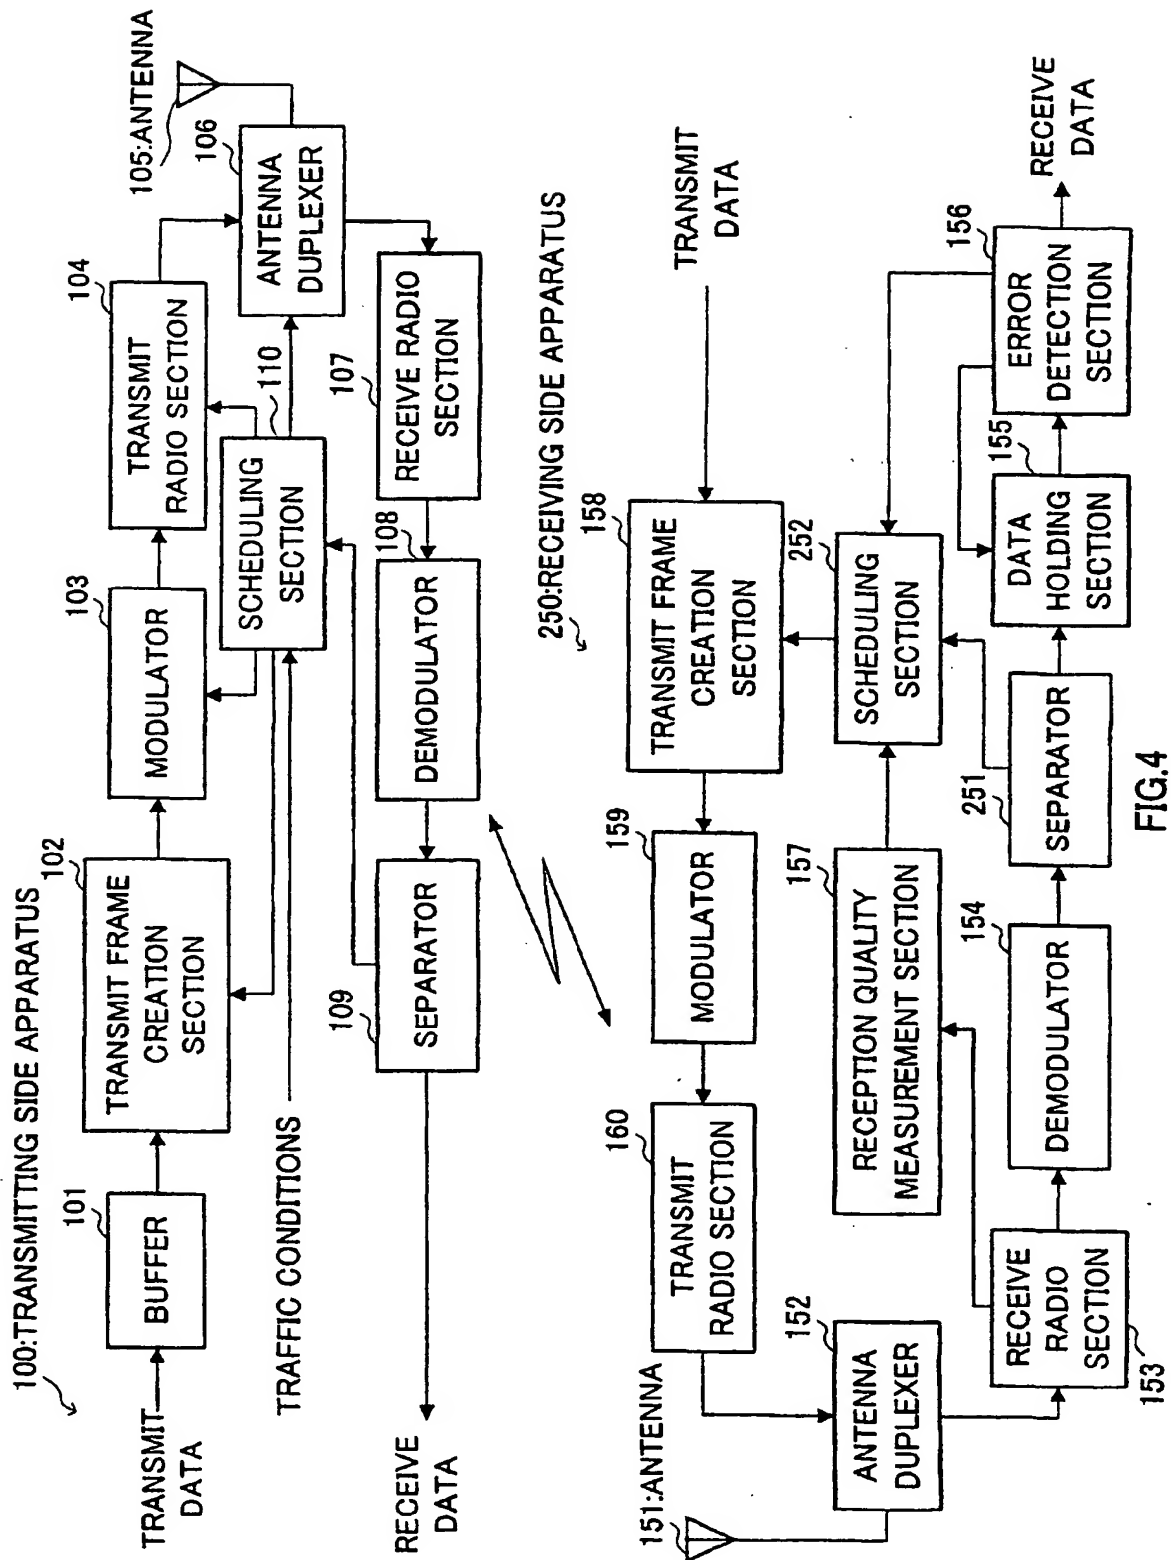 100:TRANSMITTING SIDE APPARATUS
TRANSMIT
DATA
101
BUFFER
102
TRANSMIT FRAME
CREATION
SECTION
103
MODULATOR
104
TRANSMIT
RADIO SECTION
105:ANTENNA
106
ANTENNA
DUPLEXER
TRAFFIC CONDITIONS
110
SCHEDULING
SECTION
107
RECEIVE RADIO
SECTION
108
DEMODULATOR
109
SEPARATOR
RECEIVE
DATA
250:RECEIVING SIDE APPARATUS
TRANSMIT
DATA
158
TRANSMIT FRAME
CREATION
SECTION
159
MODULATOR
160
TRANSMIT
RADIO SECTION
151:ANTENNA
152
ANTENNA
DUPLEXER
157
RECEPTION QUALITY
MEASUREMENT SECTION
252
SCHEDULING
SECTION
RECEIVE
RADIO
SECTION
153
154
DEMODULATOR
251
SEPARATOR
155
DATA
HOLDING
SECTION
156
ERROR
DETECTION
SECTION
RECEIVE
DATA
FIG.4